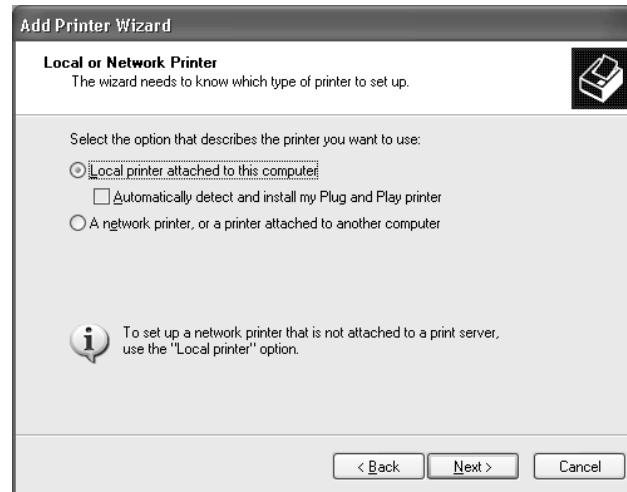 Add Printer Wizard
Local or Network Printer
The wizard needs to know which type of printer to set up.
Select the option that describes the printer you want to use:
Local printer attached to this computer
Automatically detect and install my Plug and Play printer
A network printer, or a printer attached to another computer
To set up a network printer that is not attached to a print server,
use the "Local printer" option.
< Back
Next >
Cancel